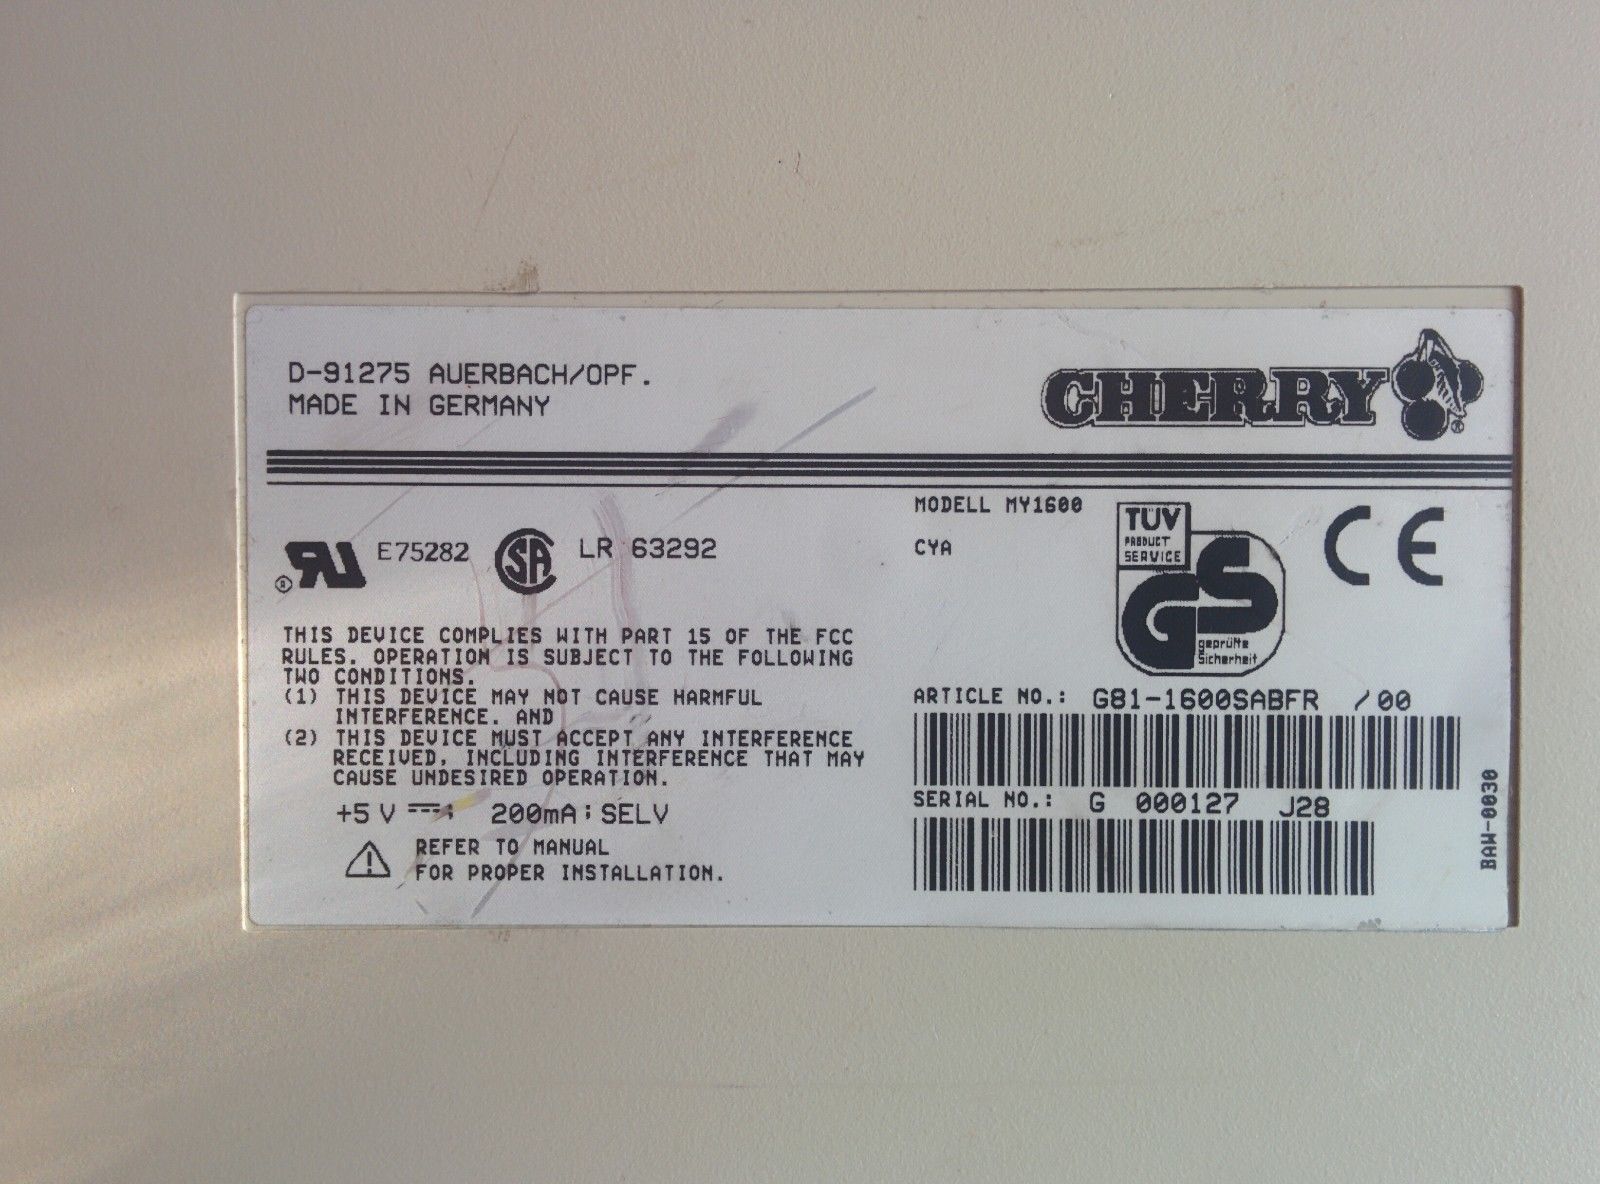 D-91275 AUERBACH/OPF.
MADE IN GERMANY
CHERRY ®
MODELL MY1600
CYA
TÜV
PRODUCT
SERVICE
GS
geprüfte
Sicherheit
CE
® RU E75282 SA LR 63292
THIS DEVICE COMPLIES WITH PART 15 OF THE FCC
RULES. OPERATION IS SUBJECT TO THE FOLLOWING
TWO CONDITIONS.
(1) THIS DEVICE MAY NOT CAUSE HARMFUL
INTERFERENCE. AND
(2) THIS DEVICE MUST ACCEPT ANY INTERFERENCE
RECEIVED, INCLUDING INTERFERENCE THAT MAY
CAUSE UNDESIRED OPERATION.
+5 V ⎓; 200mA; SELV
! REFER TO MANUAL
FOR PROPER INSTALLATION.
ARTICLE NO.: G81-1600SABFR /00
SERIAL NO.: G 000127 J28
BAW-0030